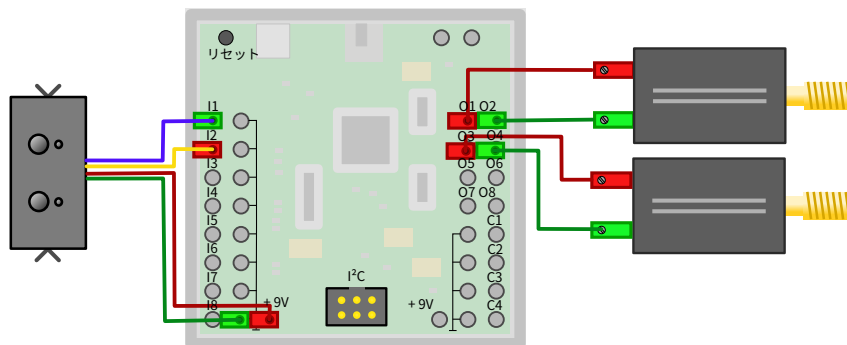 リセット
I1
O1 O2
I2
O3 O4
I3
O5 O6
I4
O7 O8
I5
C1
I6
C2
I7
I²C
C3
I8
+9V
+9V
C4